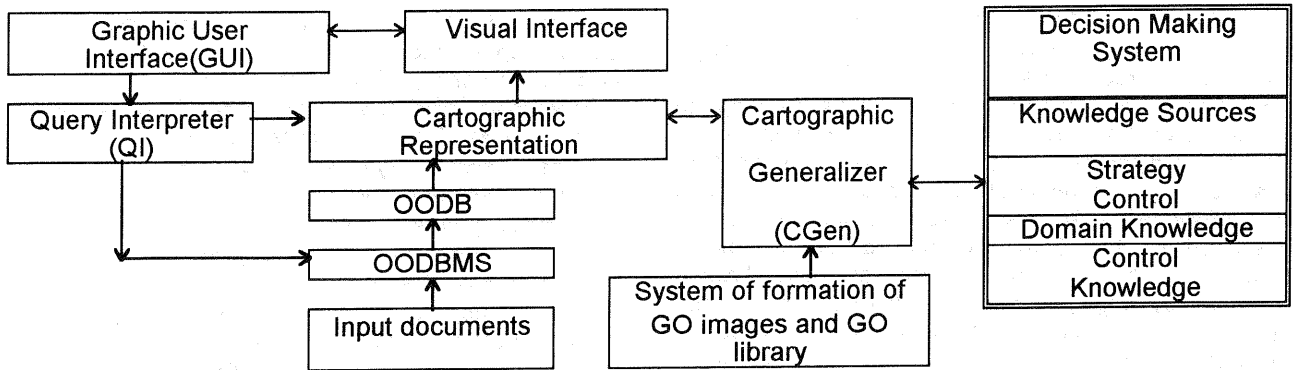 Graphic User
Interface(GUI)
Visual Interface
Decision Making
System
Query Interpreter
(QI)
Cartographic
Representation
Cartographic
Generalizer
(CGen)
Knowledge Sources
Strategy
Control
Domain Knowledge
Control
Knowledge
OODB
OODBMS
Input documents
System of formation of
GO images and GO
library